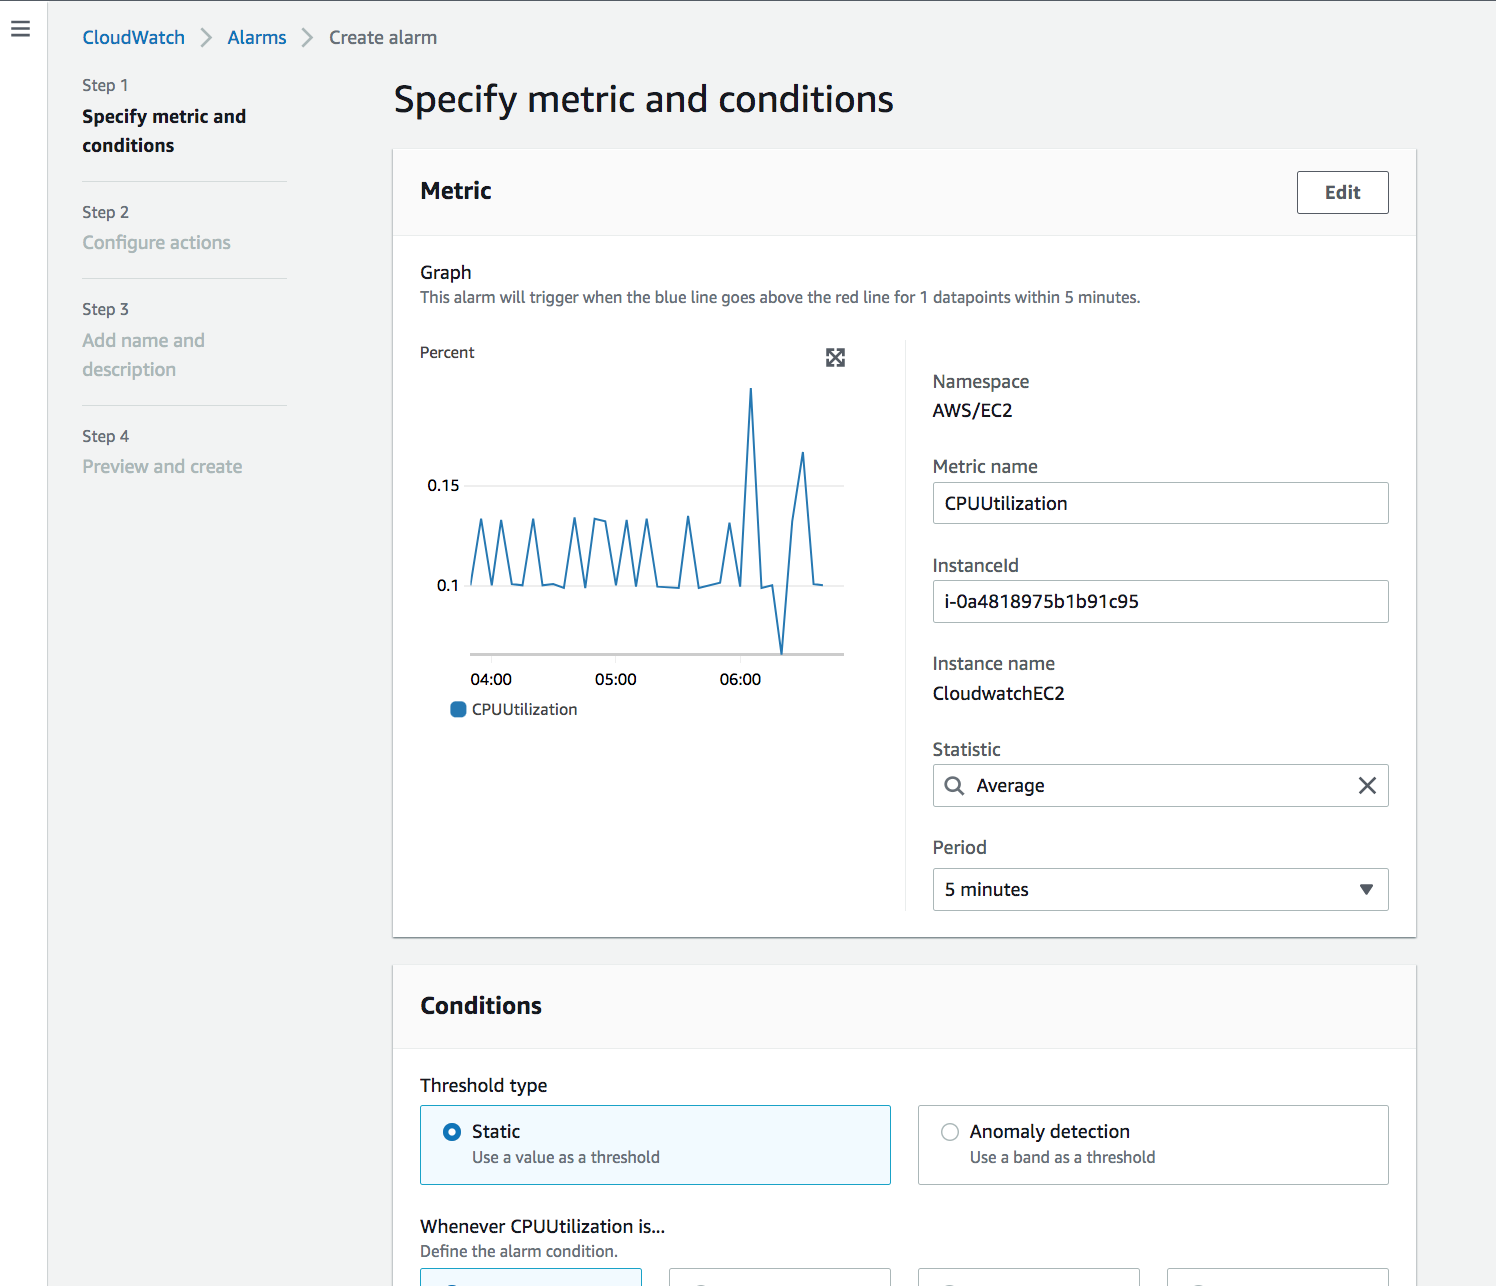 CloudWatch Alarms Create alarm
Step 1
Specify metric and
conditions
Step 2
Configure actions
Step 3
Add name and
description
Step 4
Preview and create
Specify metric and conditions
Metric
Edit
Graph
This alarm will trigger when the blue line goes above the red line for 1 datapoints within 5 minutes.
Percent
0.15
0.1
04:00 05:00 06:00
CPUUtilization
Namespace
AWS/EC2
Metric name
CPUUtilization
InstanceId
i-0a4818975b1b91c95
Instance name
CloudwatchEC2
Statistic
Average
Period
5 minutes
Conditions
Threshold type
Static
Use a value as a threshold
Anomaly detection
Use a band as a threshold
Whenever CPUUtilization is...
Define the alarm condition.